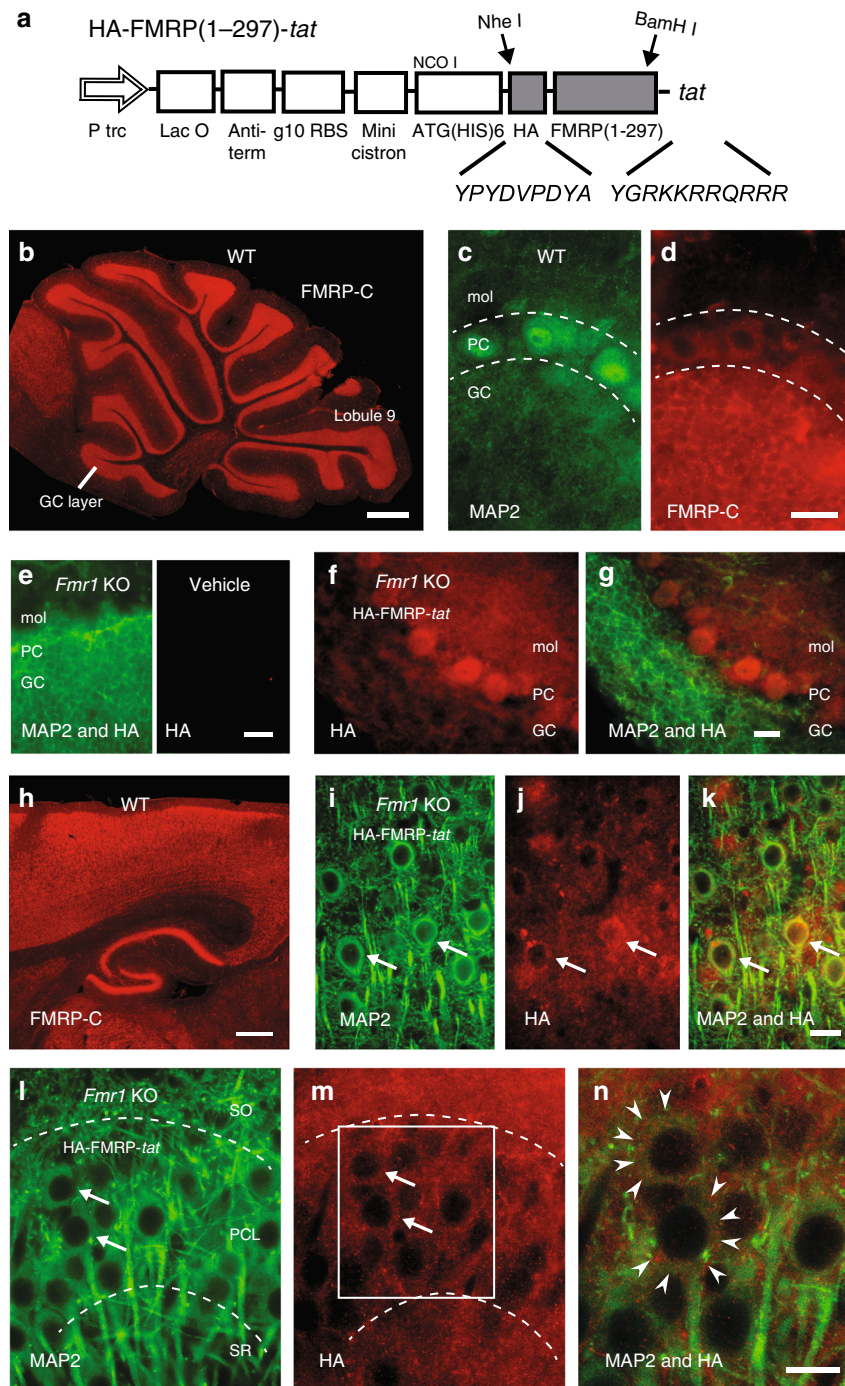 a
HA-FMRP(1–297)-tat
Nhe I
BamH I
NCO I
tat
P trc
Lac O
Anti-term
g10 RBS
Mini cistron
ATG(HIS)6
HA
FMRP(1-297)
YPYDVPDYA
YGRKKRRQRRR
b
WT
FMRP-C
Lobule 9
GC layer
c
WT
mol
PC
GC
MAP2
d
FMRP-C
e
Fmr1 KO
mol
PC
GC
MAP2 and HA
Vehicle
HA
f
Fmr1 KO
HA-FMRP-tat
mol
PC
GC
HA
g
mol
PC
GC
MAP2 and HA
h
WT
FMRP-C
i
Fmr1 KO
HA-FMRP-tat
MAP2
j
HA
k
MAP2 and HA
l
Fmr1 KO
SO
HA-FMRP-tat
PCL
SR
MAP2
m
HA
n
MAP2 and HA